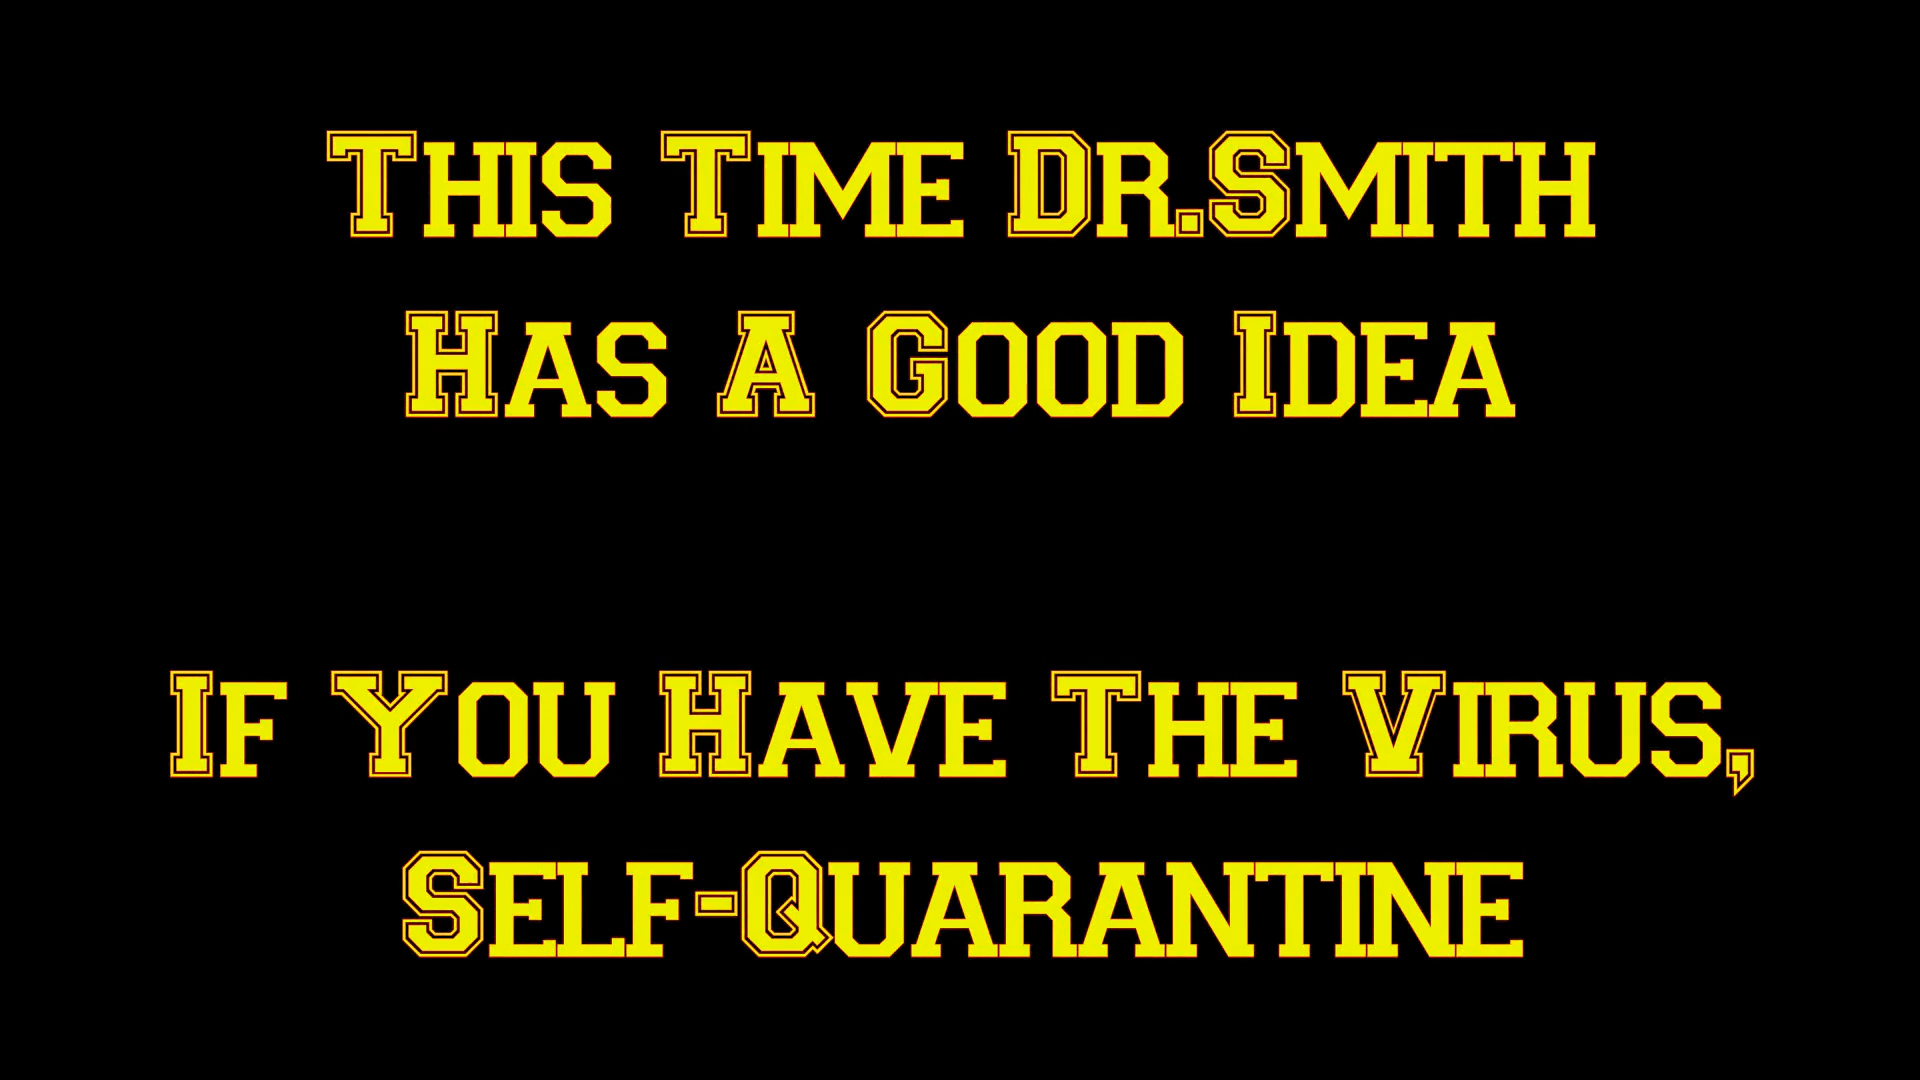 This Time Dr.Smith
Has A Good Idea
If You Have The Virus,
Self-Quarantine